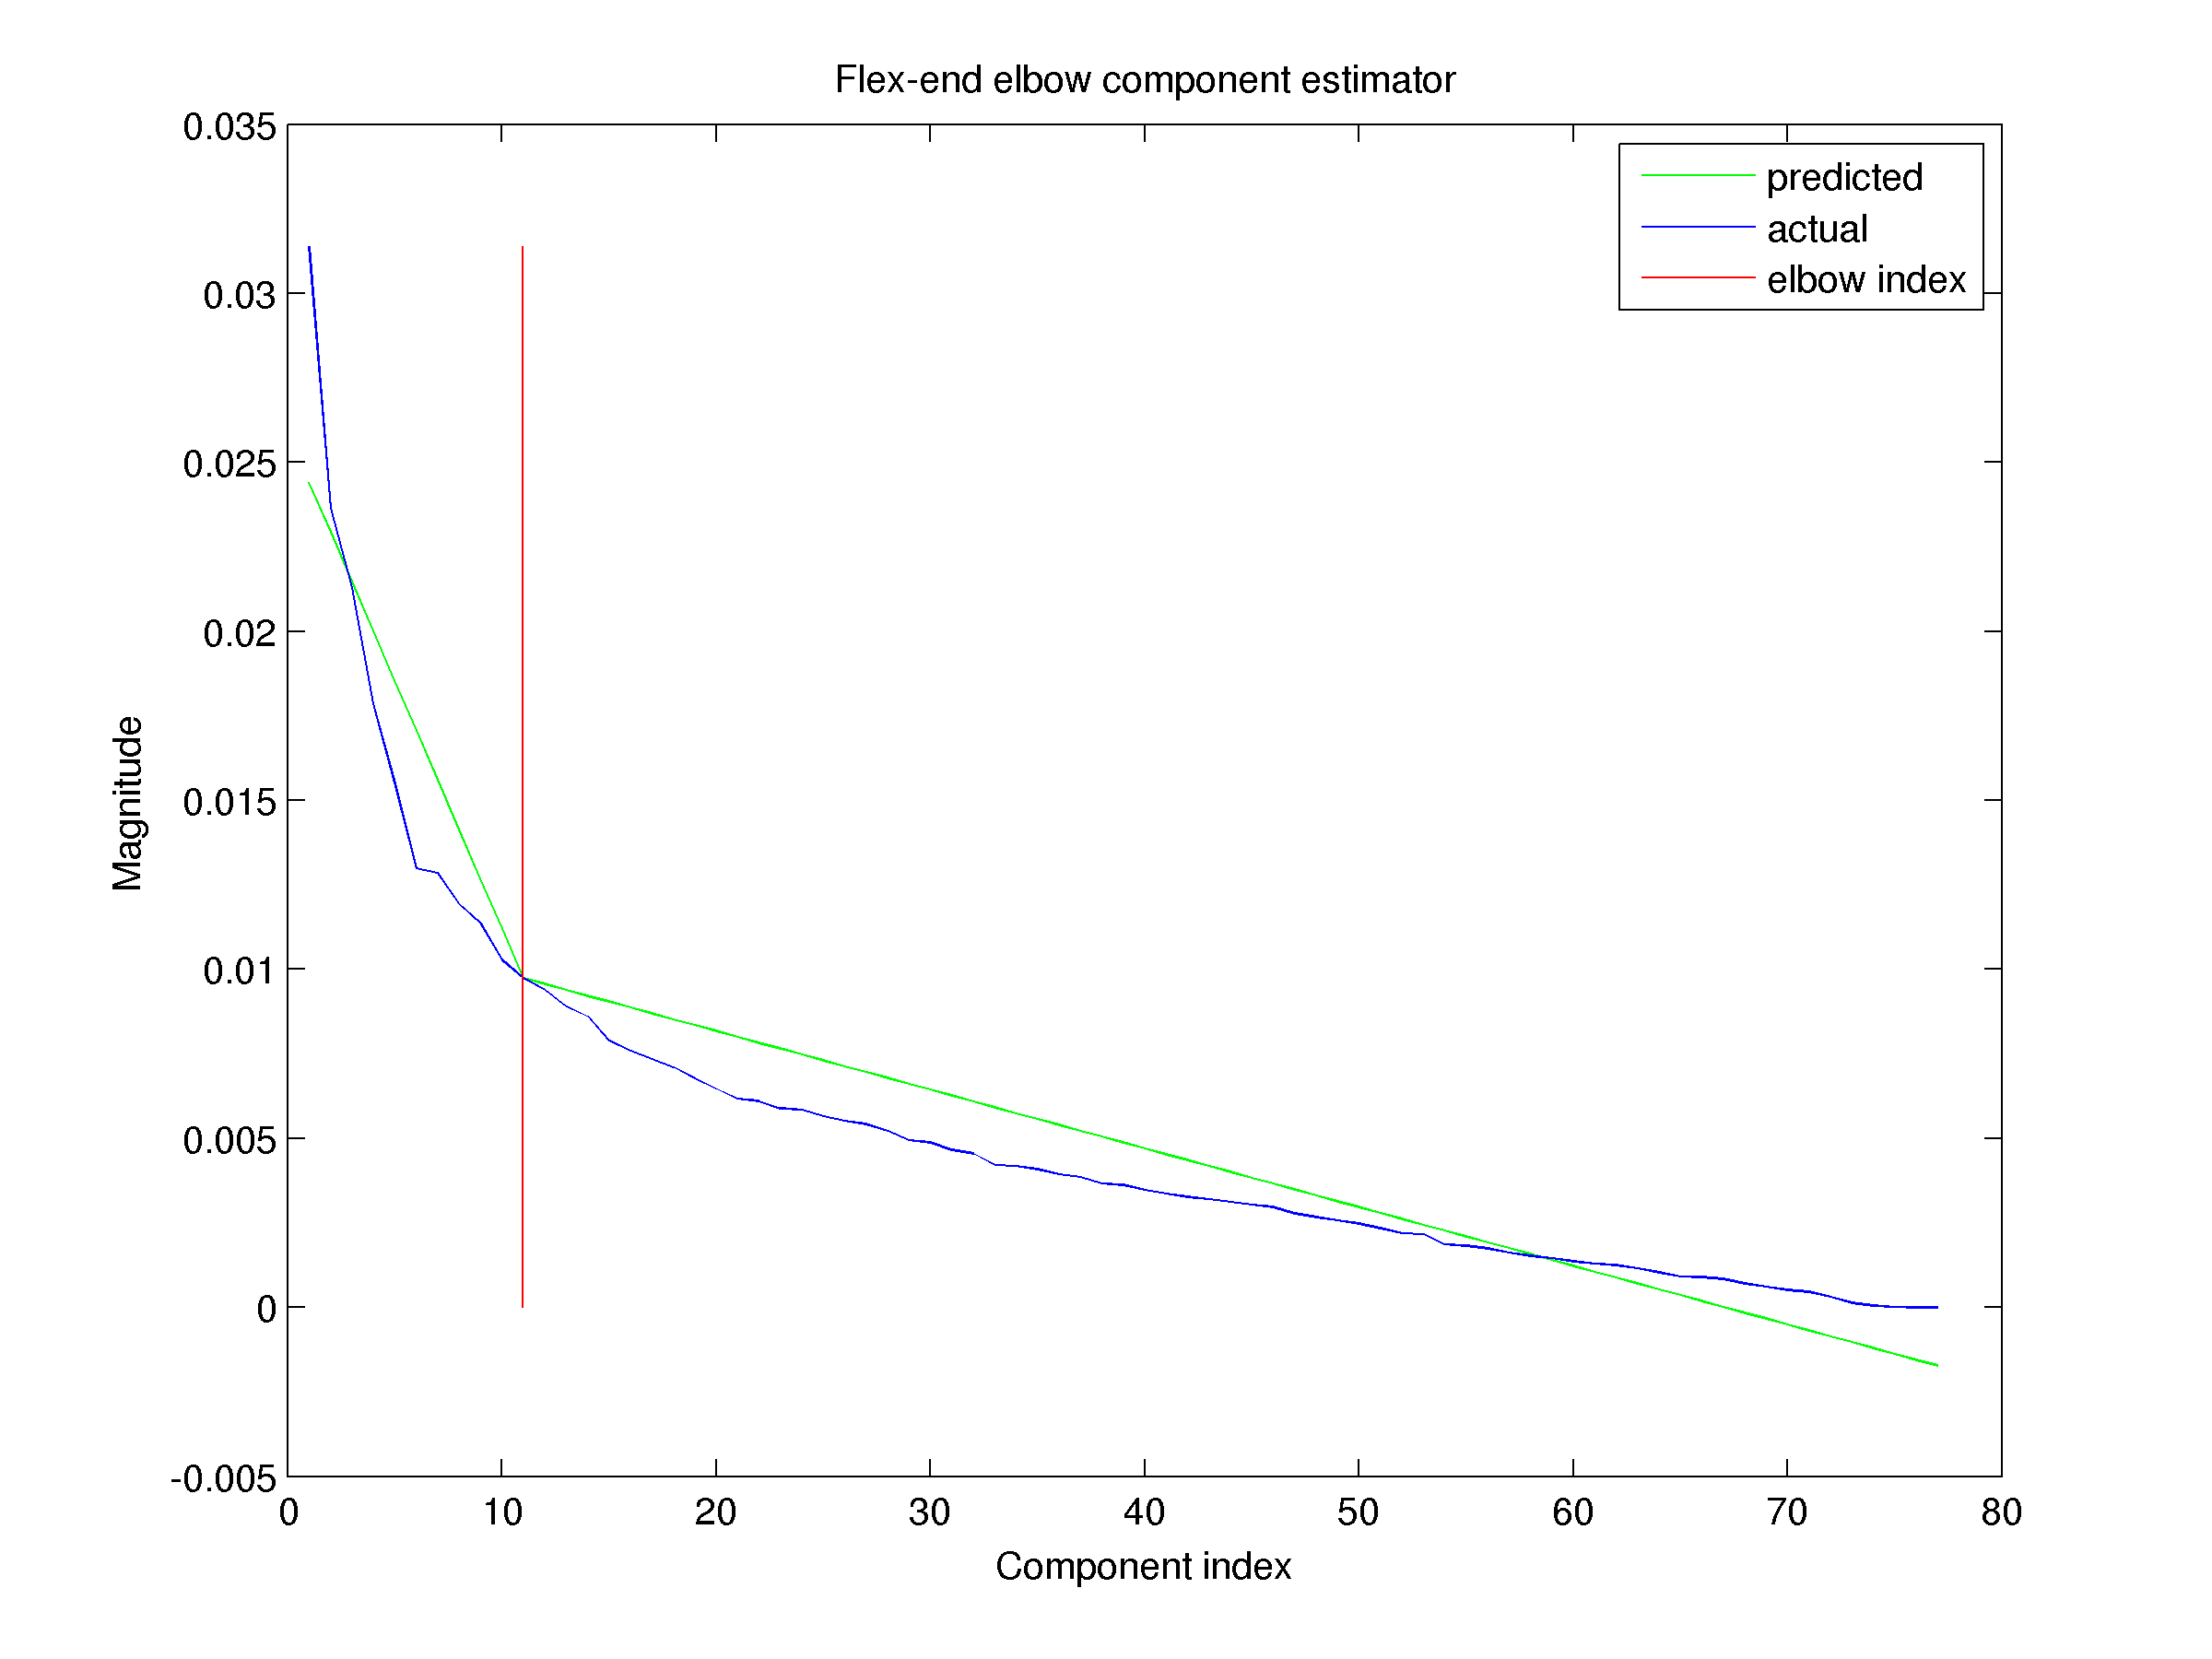 Flex-end elbow component estimator
0.035
0.03
0.025
0.02
0.015
0.01
0.005
0
-0.005
Magnitude
predicted
actual
elbow index
0 10 20 30 40 50 60 70 80
Component index